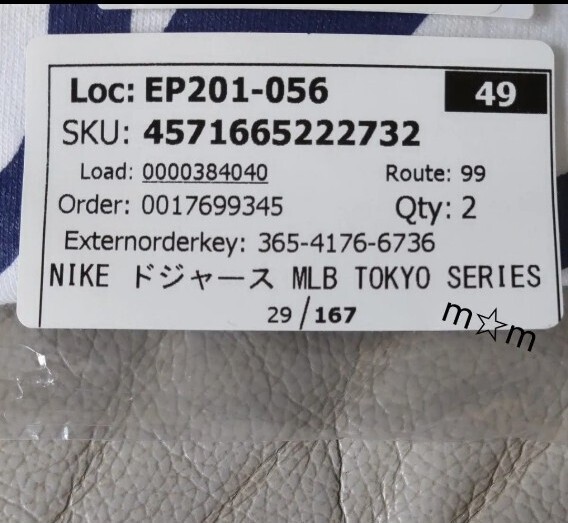 Loc: EP201-056 49
SKU: 4571665222732
Load: 0000384040 Route: 99
Order: 0017699345 Qty: 2
Externorderkey: 365-4176-6736
NIKE ドジャース MLB TOKYO SERIES
29/167
m☆m